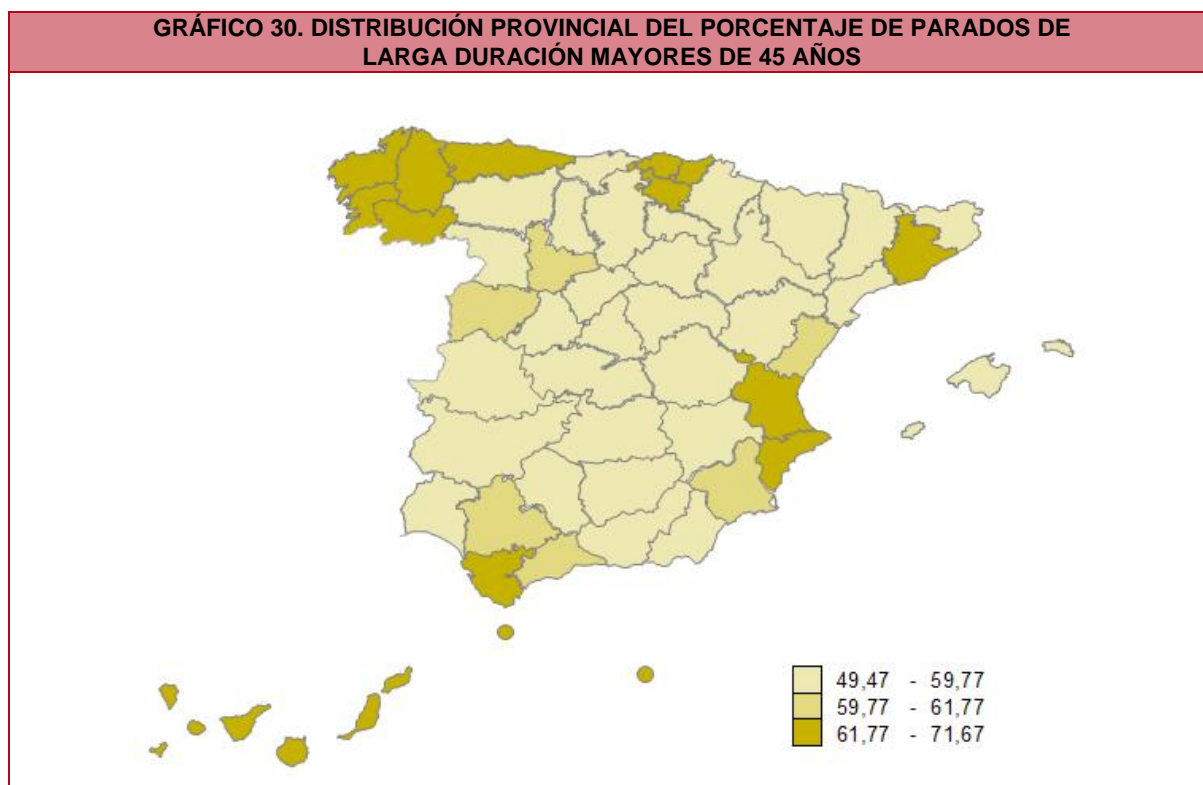 GRÁFICO 30. DISTRIBUCIÓN PROVINCIAL DEL PORCENTAJE DE PARADOS DE
LARGA DURACIÓN MAYORES DE 45 AÑOS
49,47 - 59,77
59,77 - 61,77
61,77 - 71,67